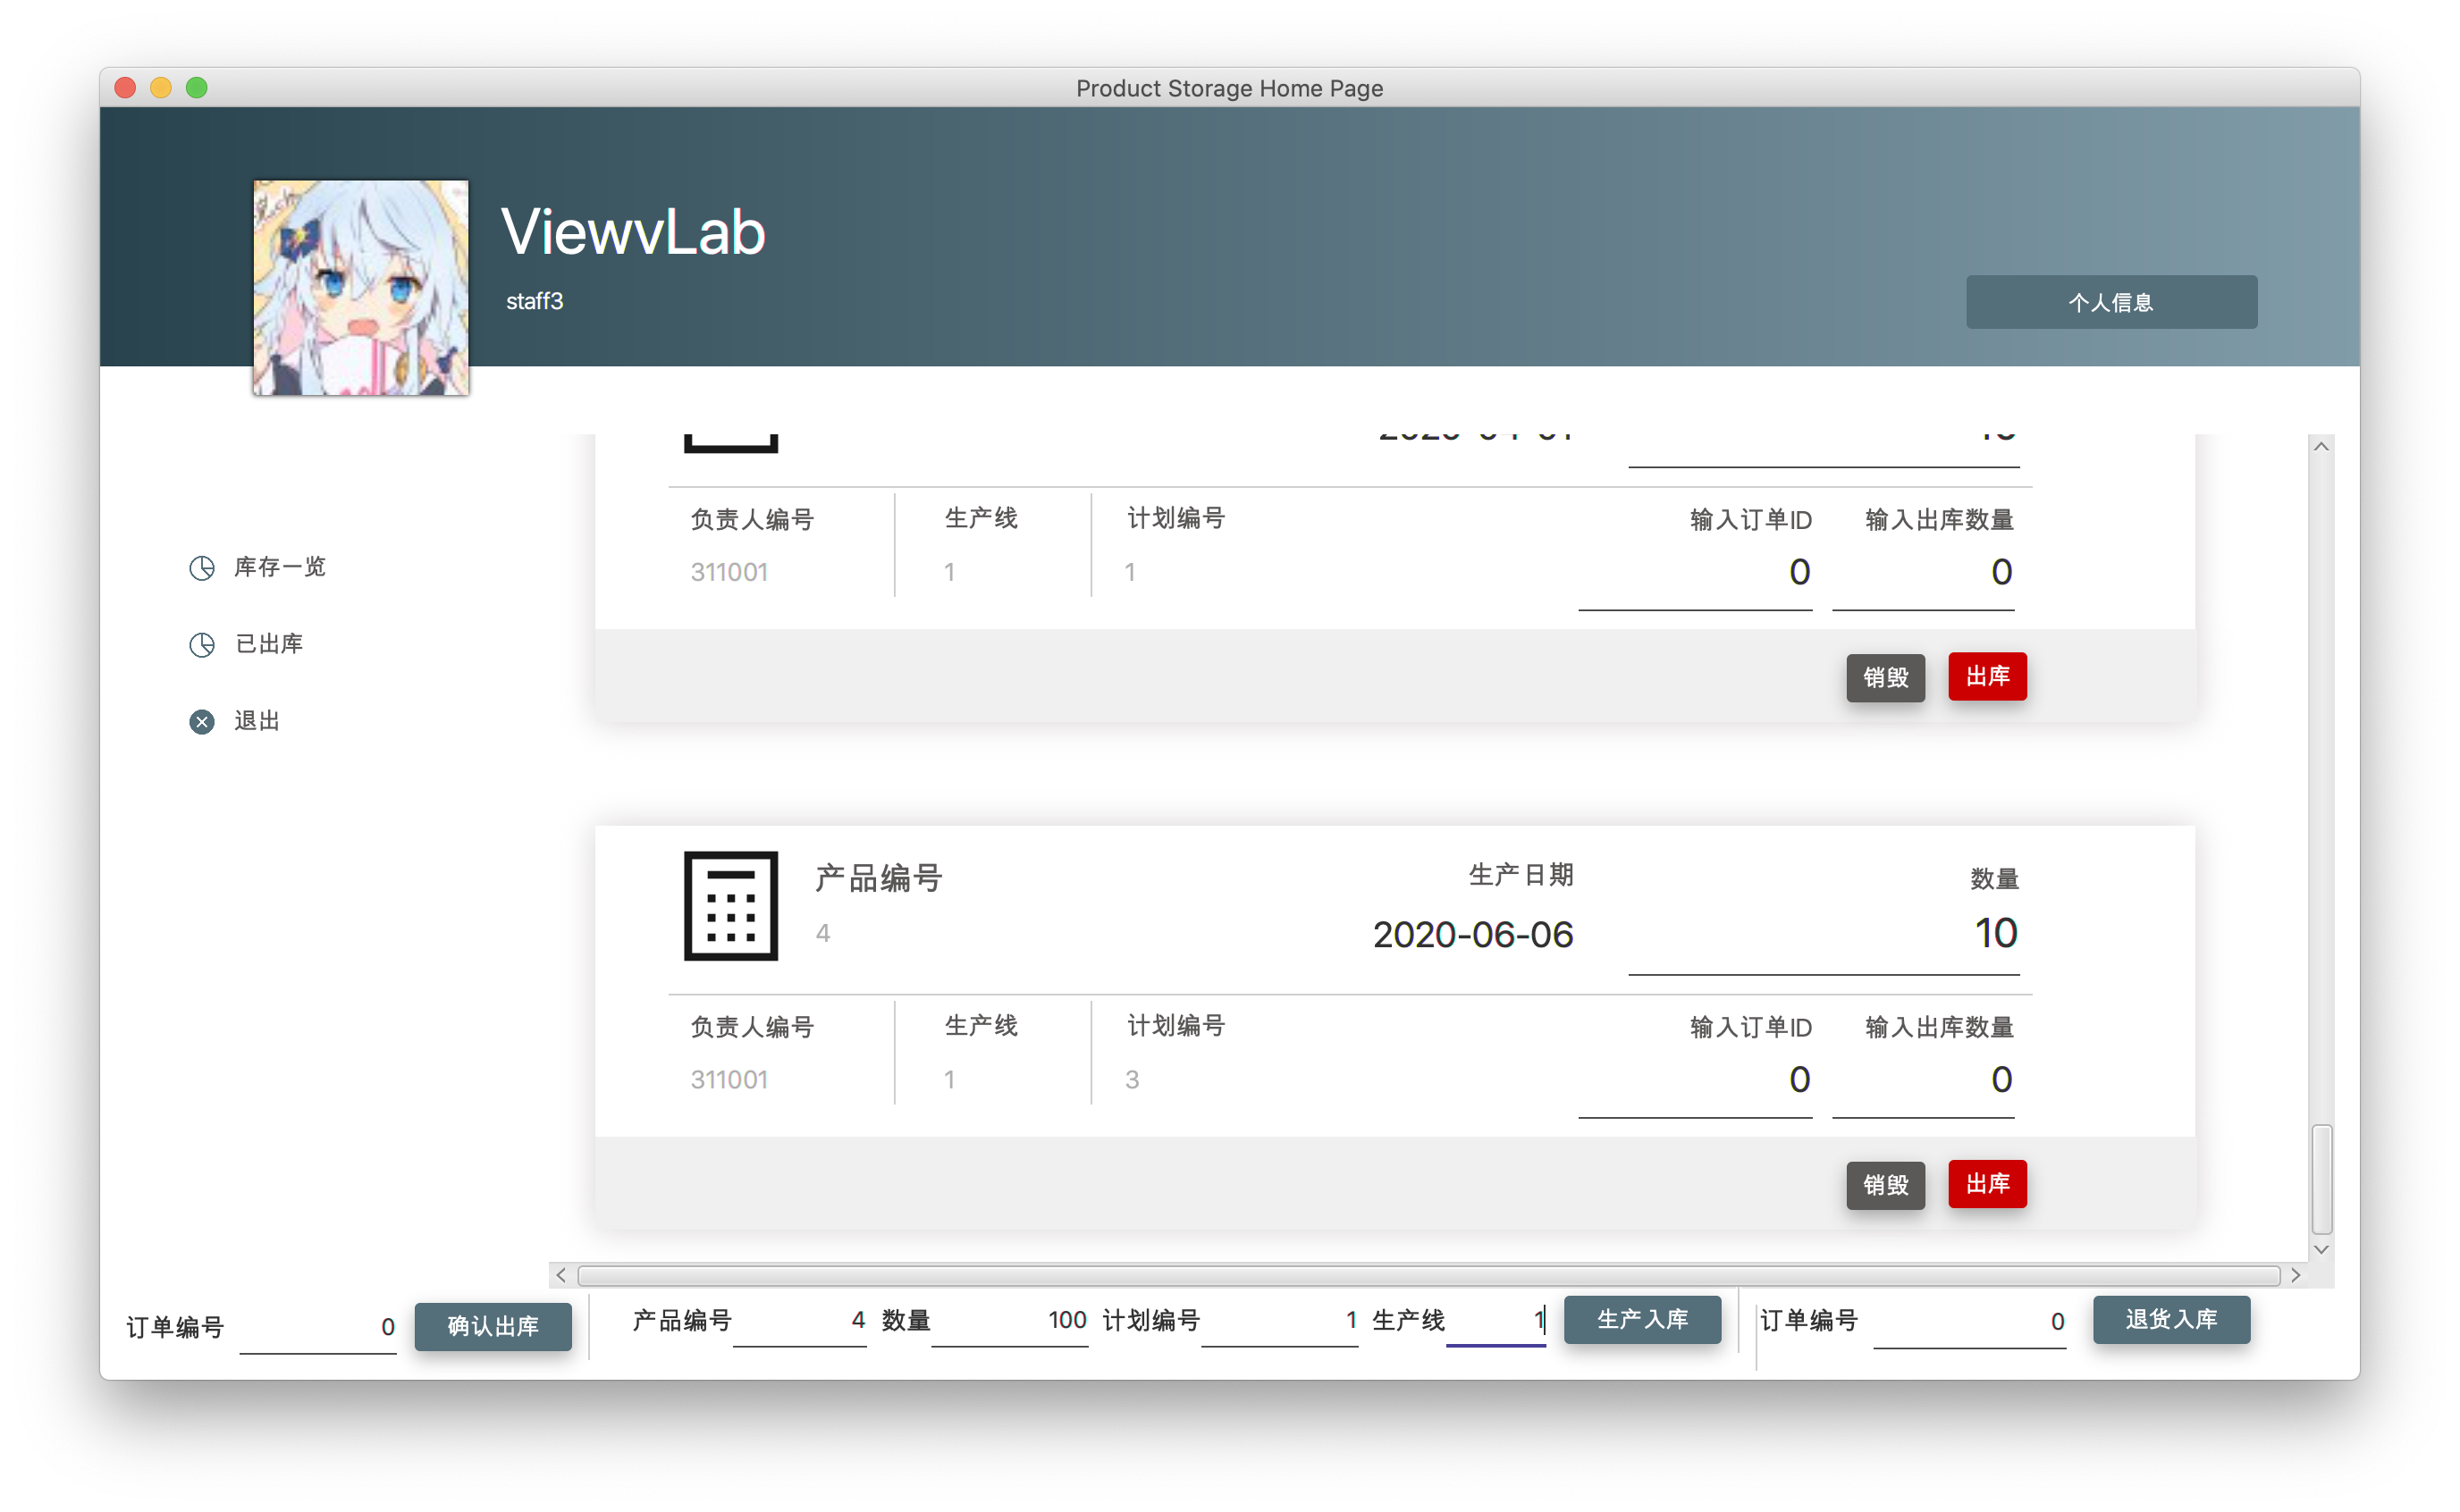 Product Storage Home Page
ViewvLab
staff3
个人信息
库存一览
已出库
退出
负责人编号 生产线 计划编号 输入订单ID 输入出库数量
311001 1 1 0 0
销毁 出库
产品编号 生产日期 数量
4 2020-06-06 10
负责人编号 生产线 计划编号 输入订单ID 输入出库数量
311001 1 3 0 0
销毁 出库
订单编号 0 确认出库 产品编号 4 数量 100 计划编号 1 生产线 1 生产入库 订单编号 0 退货入库